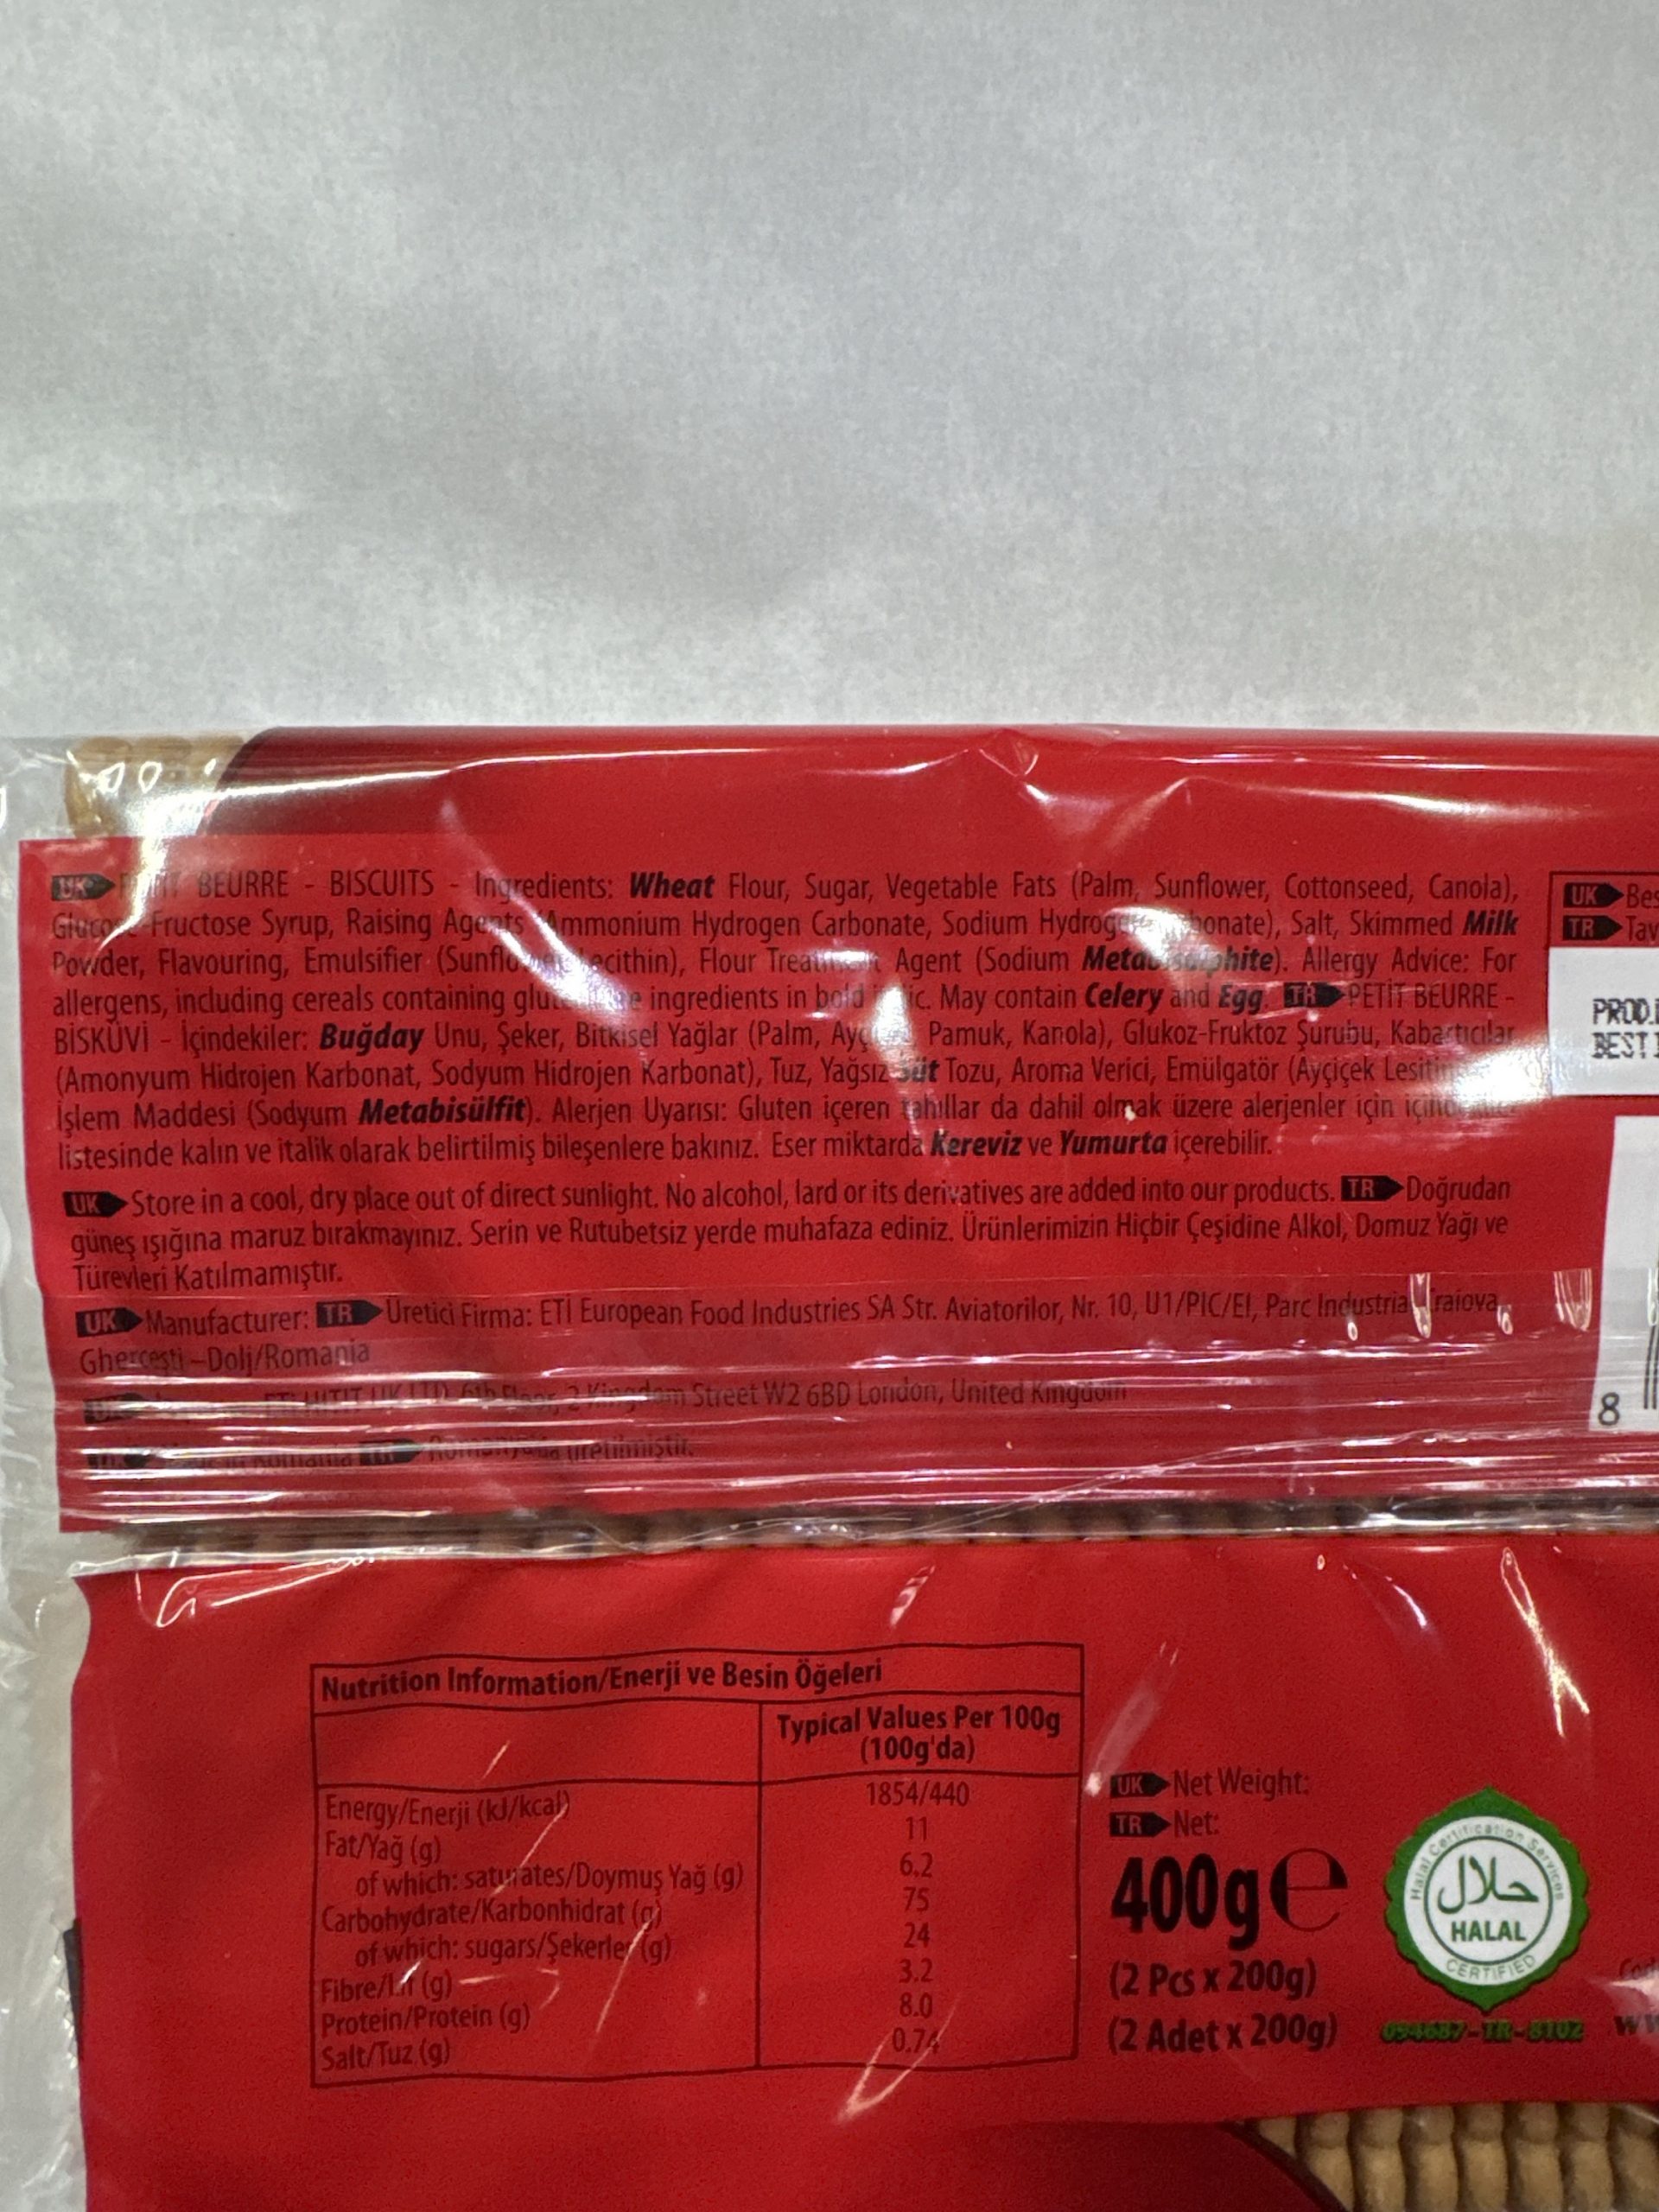 UK BEURRE - BISCUITS - Ingredients: Wheat Flour, Sugar, Vegetable Fats (Palm, Sunflower, Cottonseed, Canola),
Fructose Syrup, Raising Agents (Ammonium Hydrogen Carbonate, Sodium Hydrogen), Salt, Skimmed Milk
Powder, Flavouring, Emulsifier (Sunflower Lecithin), Flour Treatment Agent (Sodium Metabisulphite). Allergy Advice: For
allergens, including cereals containing ingredients in bold May contain Celery and Egg. TR PETİT BEURRE -
BİSKÜVİ - İçindekiler: Buğday Unu, Şeker, Bitkisel Yağlar (Palm, Pamuk, Kanola), Glukoz-Fruktoz Şurubu, Kabartıcılar
(Amonyum Hidrojen Karbonat, Sodyum Hidrojen Karbonat), Tuz, Yağsız Süt Tozu, Aroma Verici, Emülgatör (Ayçiçek Lesitin
İşlem Maddesi (Sodyum Metabisülfit). Alerjen Uyarısı: Gluten içeren tahıllar da dahil olmak üzere alerjenler için
listesinde kalın ve italik olarak belirtilmiş bileşenlere bakınız. Eser miktarda Kereviz ve Yumurta içerebilir.
UK Store in a cool, dry place out of direct sunlight. No alcohol, lard or its derivatives are added into our products. TR Doğrudan
güneş ışığına maruz bırakmayınız. Serin ve Rutubetsiz yerde muhafaza ediniz. Ürünlerimizin Hiçbir Çeşidine Alkol, Domuz Yağı ve
Türevleri Katılmamıştır.
UK Manufacturer: TR Üretici Firma: ETİ European Food Industries SA Str. Aviatorilor, Nr. 10, U1/PIC/EI, Parc Industrial Craiova,
Ghercesti –Dolj/Romania
ETI HITIT UK LTD, 6th Floor, 2 Kingdom Street W2 6BD London, United Kingdom
Romania TR Romanya'da üretilmiştir.
UK
TR
8
Nutrition Information/Enerji ve Besin Öğeleri
Typical Values Per 100g
(100g'da)
Energy/Enerji (kJ/kcal) 1854/440
Fat/Yağ (g) 11
of which: saturates/Doymuş Yağ (g) 6.2
Carbohydrate/Karbonhidrat (g) 75
of which: sugars/Şekerler (g) 24
Fibre/Lif (g) 3.2
Protein/Protein (g) 8.0
Salt/Tuz (g) 0.74
UK Net Weight:
TR Net:
400g e
(2 Pcs x 200g)
(2 Adet x 200g)
Halal Certification Services
حلال
HALAL
CERTIFIED
094687-TR-8102